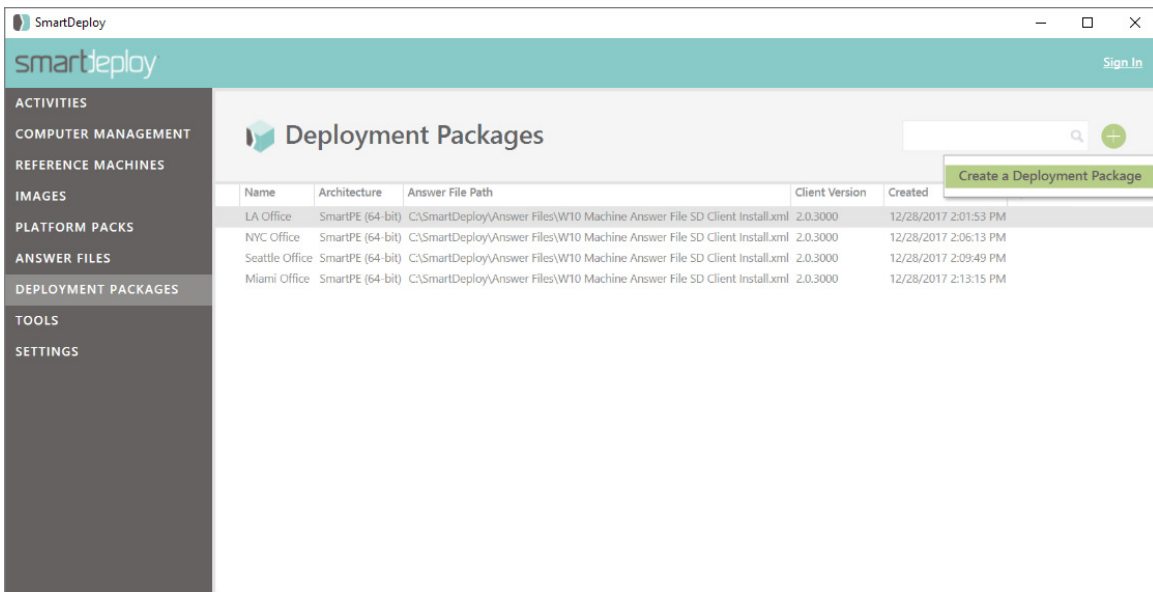 SmartDeploy
smartdeploy
Sign In
ACTIVITIES
COMPUTER MANAGEMENT
REFERENCE MACHINES
IMAGES
PLATFORM PACKS
ANSWER FILES
DEPLOYMENT PACKAGES
TOOLS
SETTINGS
Deployment Packages
Create a Deployment Package
Name Architecture Answer File Path Client Version Created
LA Office SmartPE (64-bit) C:\SmartDeploy\Answer Files\W10 Machine Answer File SD Client Install.xml 2.0.3000 12/28/2017 2:01:53 PM
NYC Office SmartPE (64-bit) C:\SmartDeploy\Answer Files\W10 Machine Answer File SD Client Install.xml 2.0.3000 12/28/2017 2:06:13 PM
Seattle Office SmartPE (64-bit) C:\SmartDeploy\Answer Files\W10 Machine Answer File SD Client Install.xml 2.0.3000 12/28/2017 2:09:49 PM
Miami Office SmartPE (64-bit) C:\SmartDeploy\Answer Files\W10 Machine Answer File SD Client Install.xml 2.0.3000 12/28/2017 2:13:15 PM